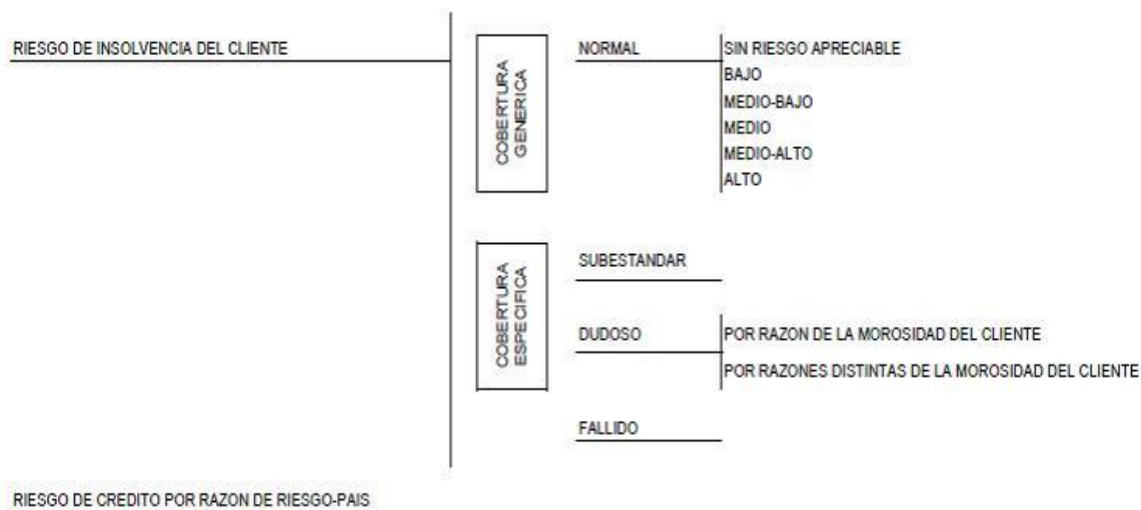 RIESGO DE INSOLVENCIA DEL CLIENTE
COBERTURA
GENERICA
NORMAL
SIN RIESGO APRECIABLE
BAJO
MEDIO-BAJO
MEDIO
MEDIO-ALTO
ALTO
COBERTURA
ESPECIFICA
SUBESTANDAR
DUDOSO
POR RAZON DE LA MOROSIDAD DEL CLIENTE
POR RAZONES DISTINTAS DE LA MOROSIDAD DEL CLIENTE
FALLIDO
RIESGO DE CREDITO POR RAZON DE RIESGO-PAIS